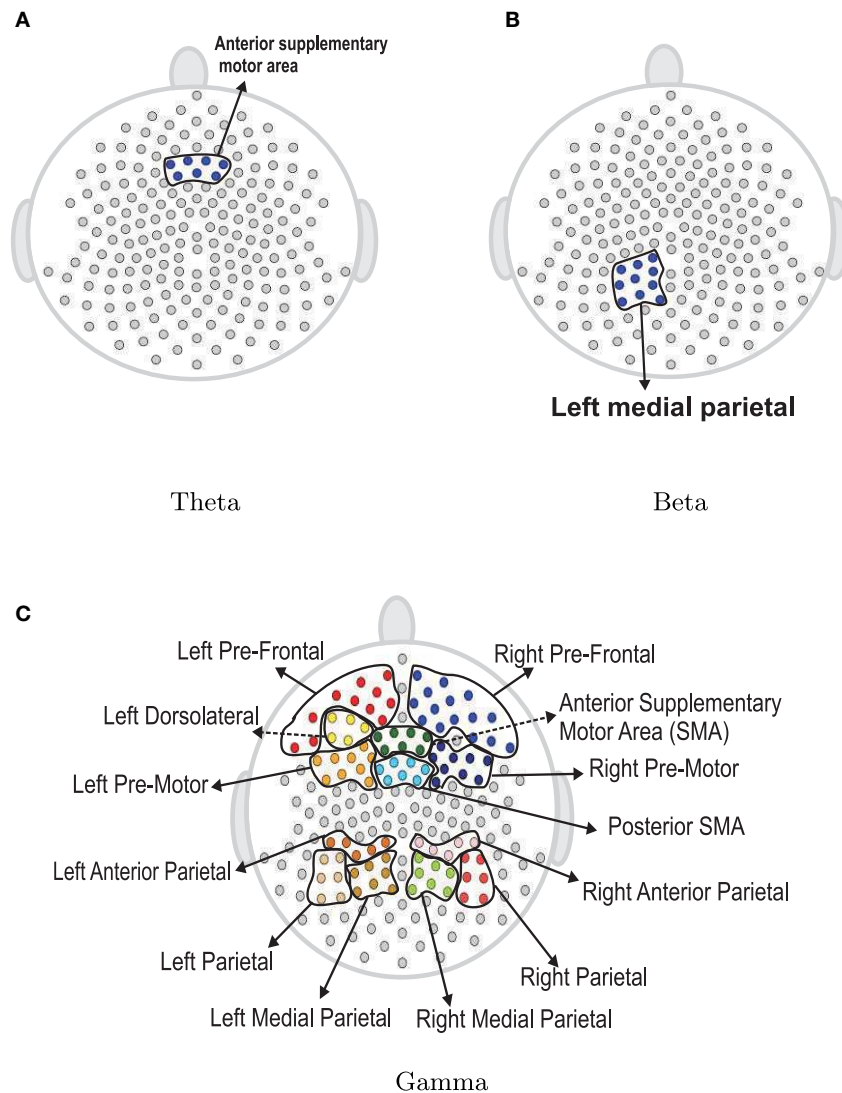 A
Anterior supplementary
motor area
B
Left medial parietal
Theta
Beta
C
Left Pre-Frontal
Right Pre-Frontal
Left Dorsolateral
Anterior Supplementary
Motor Area (SMA)
Left Pre-Motor
Right Pre-Motor
Posterior SMA
Left Anterior Parietal
Right Anterior Parietal
Left Parietal
Right Parietal
Left Medial Parietal
Right Medial Parietal
Gamma